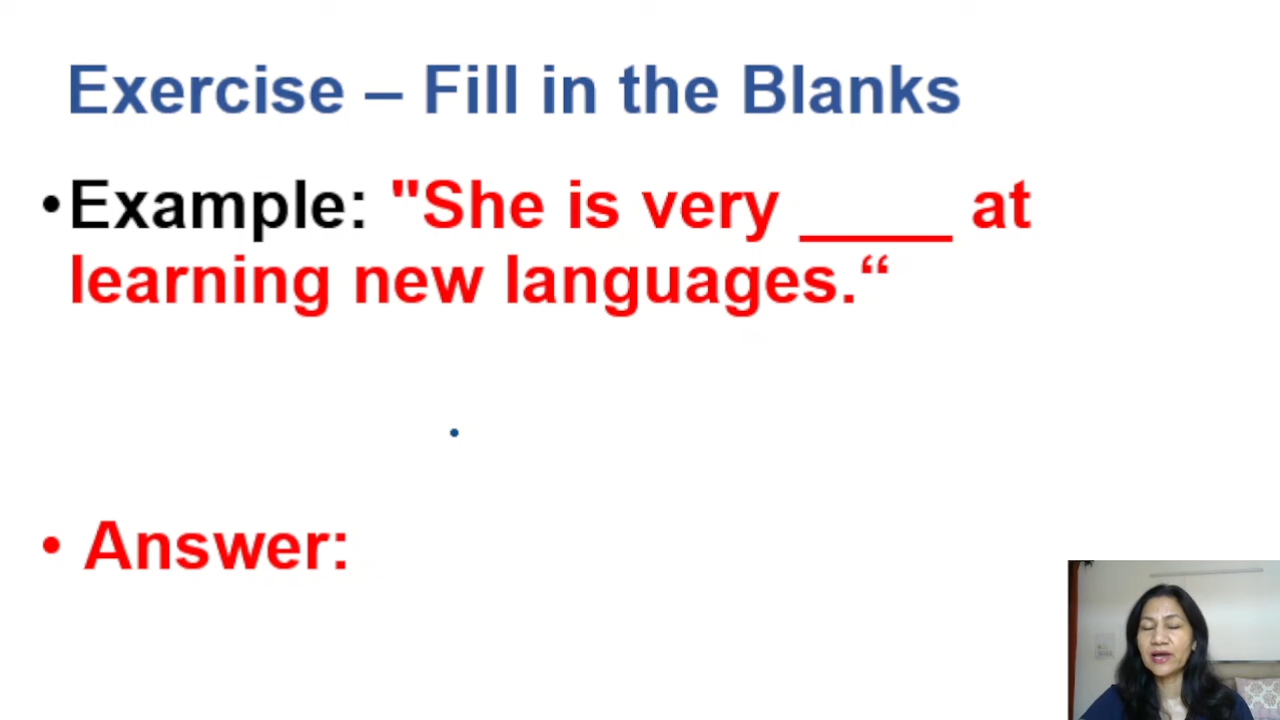 Exercise – Fill in the Blanks
•Example: "She is very ____ at
learning new languages.“
• Answer: